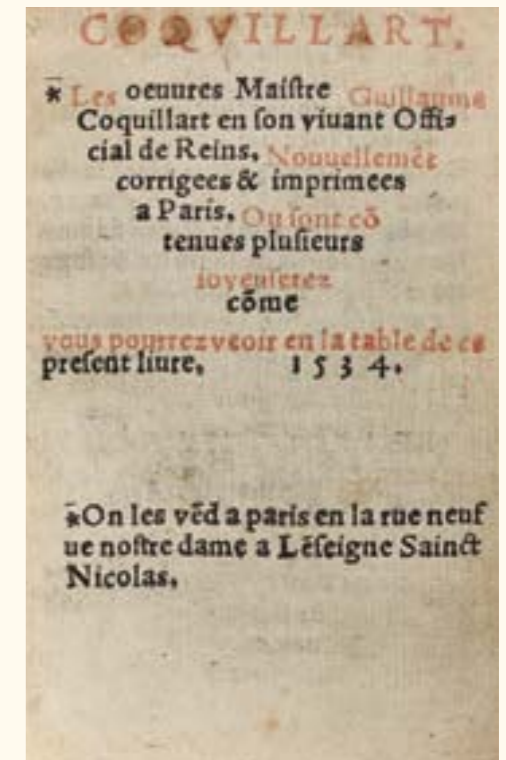 COQVILLART.
* Les oeuures Maiſtre Guillaume
Coquillart en ſon viuant Offi⸗
cial de Reins, Nouuellemēt
corrigees & imprimees
a Paris. Ou ſont cō
tenues pluſieurs
ioyeuſetez
cōme
vous pourrez veoir en la table de ce
preſent liure, 1534.
*On les vēd a paris en la rue neuf
ue noſtre dame a Lēſeigne Sainct
Nicolas,